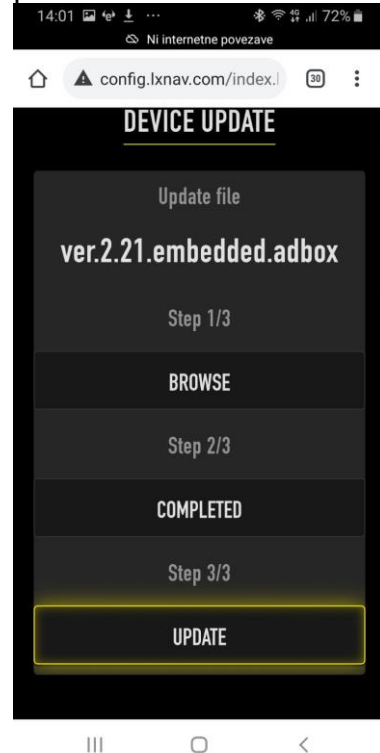 14:01 ... 4G 72%
Ni internetne povezave
config.lxnav.com/index. 30
DEVICE UPDATE
Update file
ver.2.21.embedded.adbox
Step 1/3
BROWSE
Step 2/3
COMPLETED
Step 3/3
UPDATE